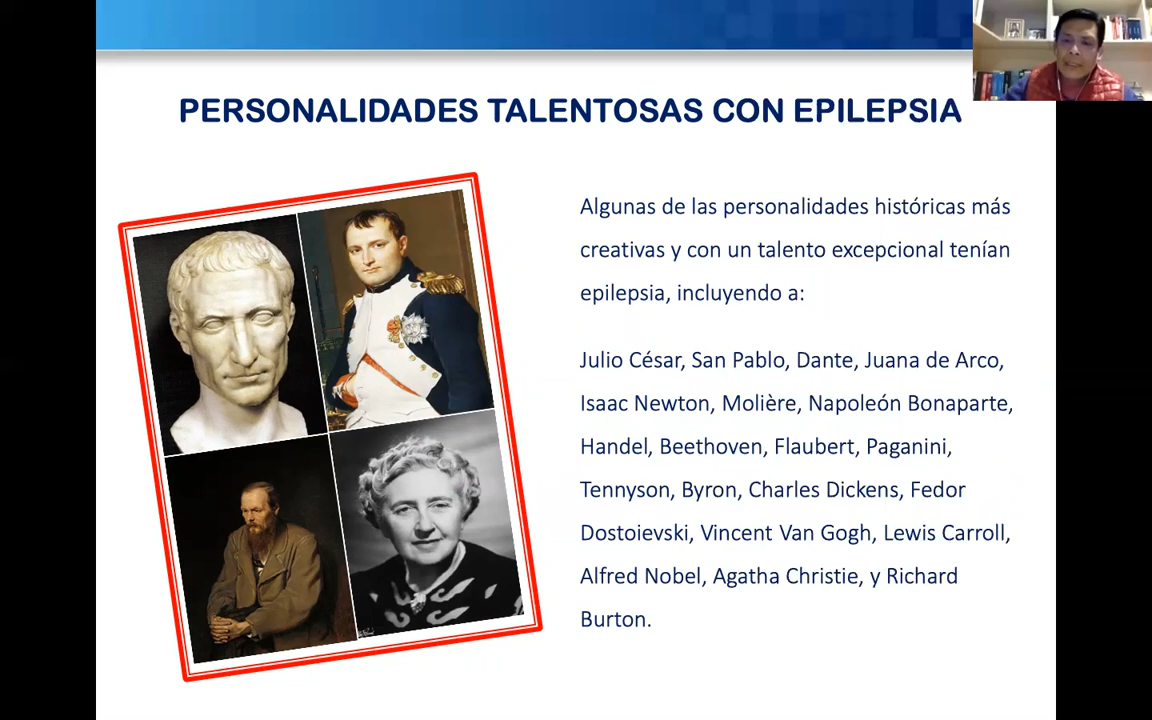 PERSONALIDADES TALENTOSAS CON EPILEPSIA
Algunas de las personalidades históricas más
creativas y con un talento excepcional tenían
epilepsia, incluyendo a:
Julio César, San Pablo, Dante, Juana de Arco,
Isaac Newton, Molière, Napoleón Bonaparte,
Handel, Beethoven, Flaubert, Paganini,
Tennyson, Byron, Charles Dickens, Fedor
Dostoievski, Vincent Van Gogh, Lewis Carroll,
Alfred Nobel, Agatha Christie, y Richard
Burton.